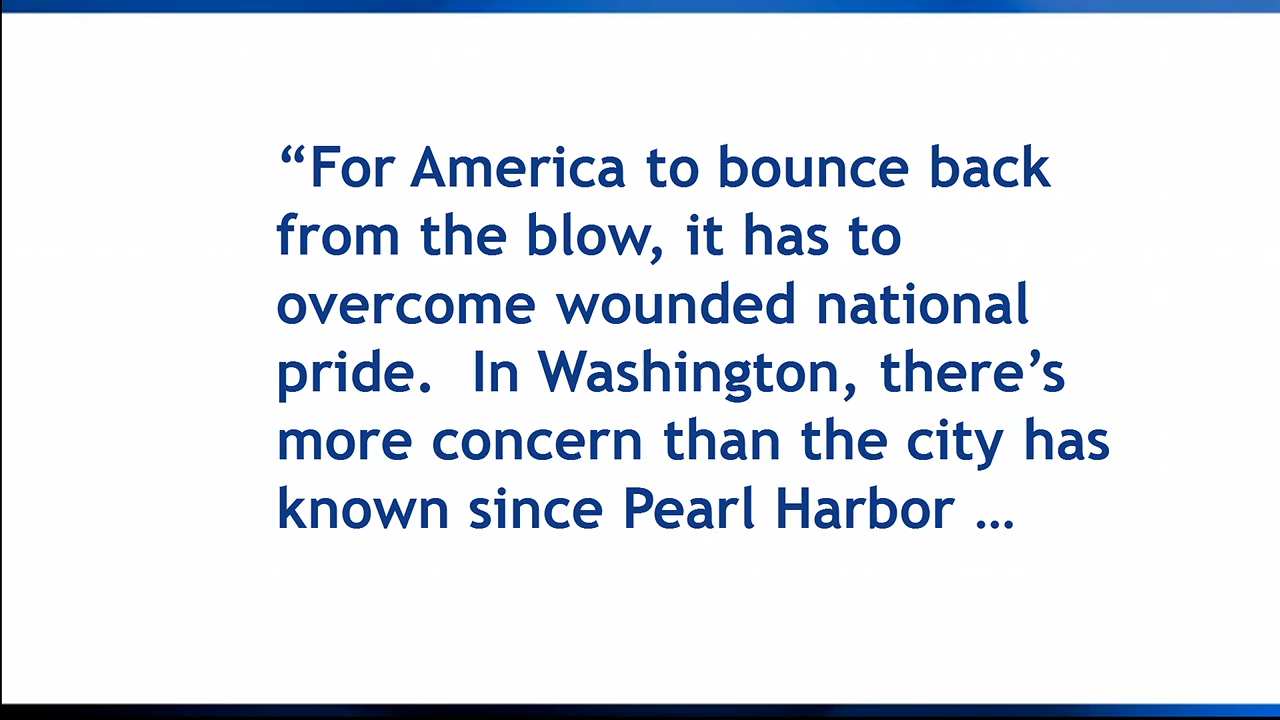 “For America to bounce back
from the blow, it has to
overcome wounded national
pride.  In Washington, there’s
more concern than the city has
known since Pearl Harbor …